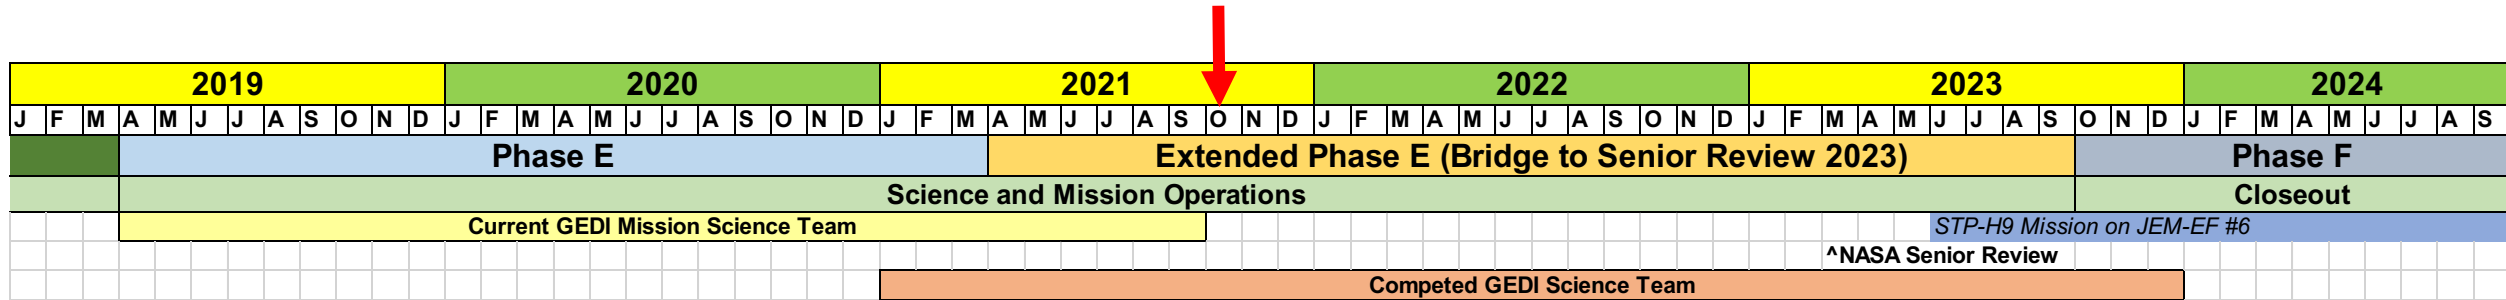 2019 2020 2021 2022 2023 2024
J F M A M J J A S O N D J F M A M J J A S O N D J F M A M J J A S O N D J F M A M J J A S O N D J F M A M J J A S O N D J F M A M J J A S
Phase E Extended Phase E (Bridge to Senior Review 2023) Phase F
Science and Mission Operations Closeout
Current GEDI Mission Science Team STP-H9 Mission on JEM-EF #6
^NASA Senior Review
Competed GEDI Science Team